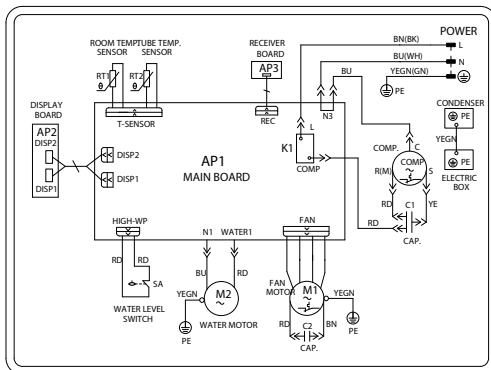 POWER
BN(BK) L
BU(WH) N
YEGN(GN)
PE
ROOM TEMP. SENSOR
TUBE TEMP. SENSOR
RT1 θ
RT2 θ
T-SENSOR
RECEIVER BOARD
AP3
REC
BU
N3
L
K1
COMP
CONDENSER
PE
YEGN
PE
ELECTRIC BOX
DISPLAY BOARD
AP2
DISP2
DISP1
DISP2
DISP1
AP1
MAIN BOARD
COMP. C
COMP
R(M) S
RD YE
C1
RD
CAP.
HIGH-WP
RD RD
SA
WATER LEVEL SWITCH
N1 WATER1
BU RD
YEGN
M2
PE
WATER MOTOR
FAN
FAN MOTOR
M1
YEGN
RD C2 BN
CAP.
PE